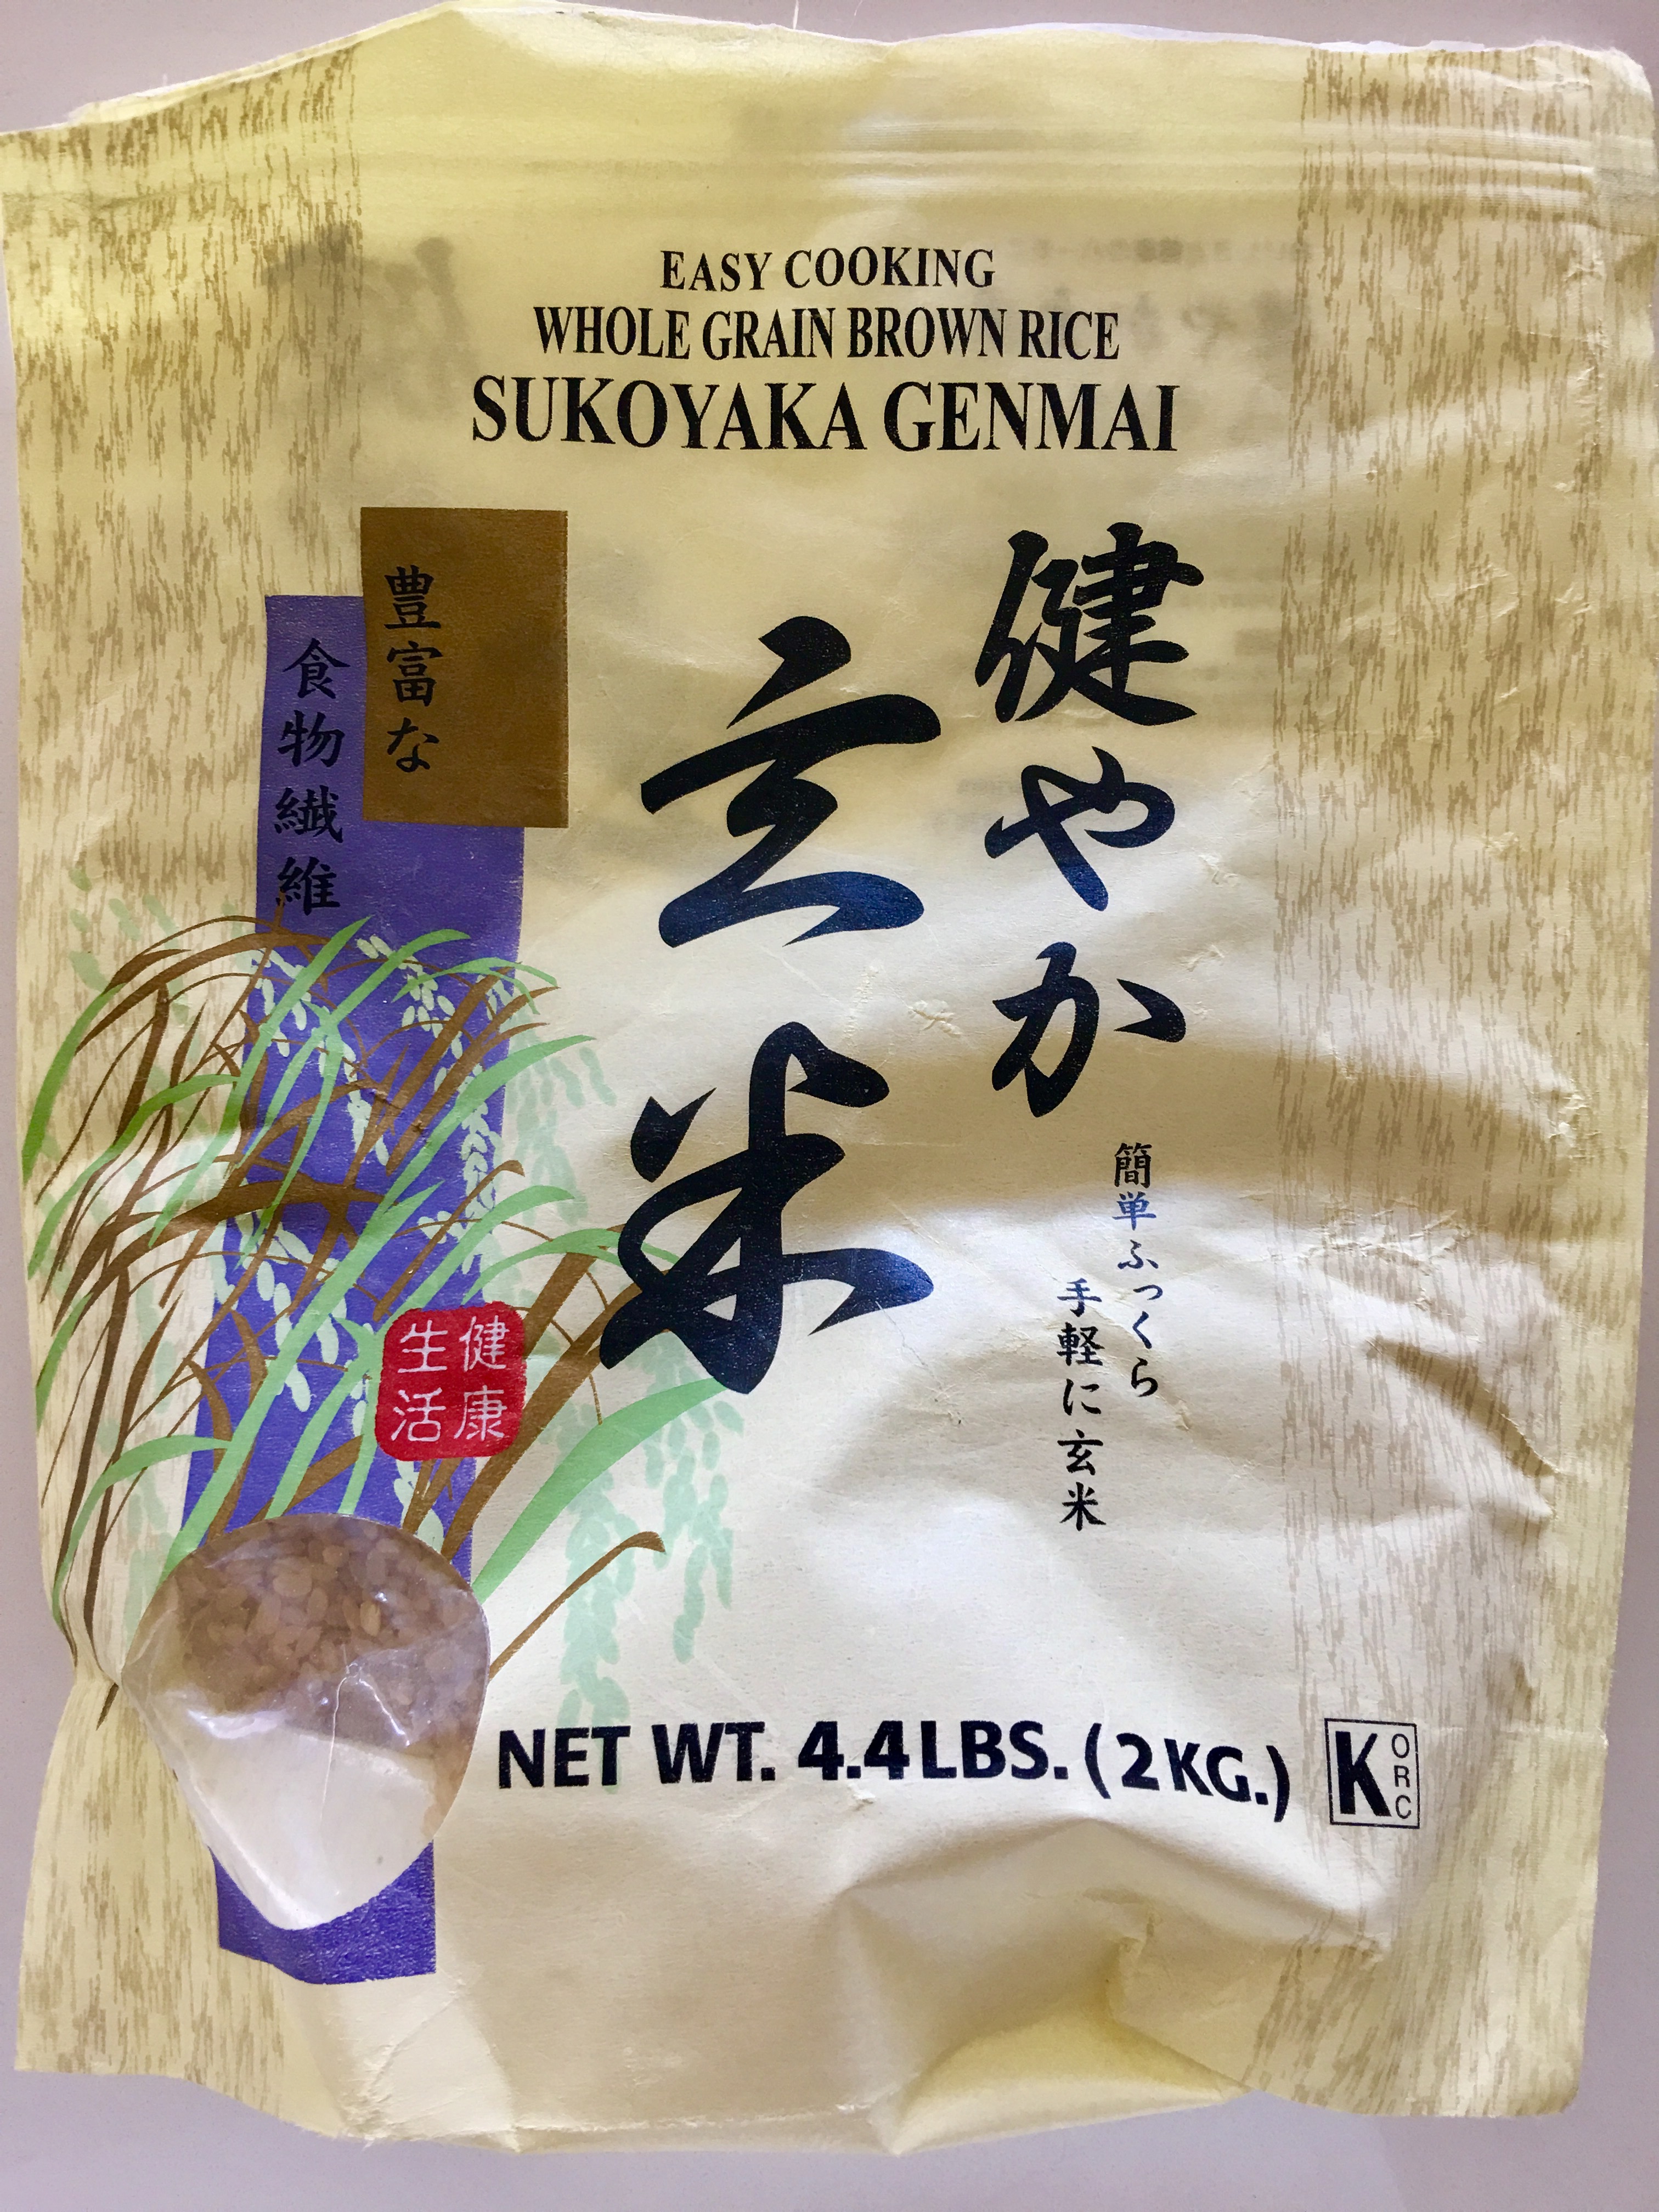 EASY COOKING
WHOLE GRAIN BROWN RICE
SUKOYAKA GENMAI
健やか
玄米
豊富な
食物繊維
簡単ふっくら
手軽に玄米
健康
生活
NET WT. 4.4LBS. (2KG.)
K ORC